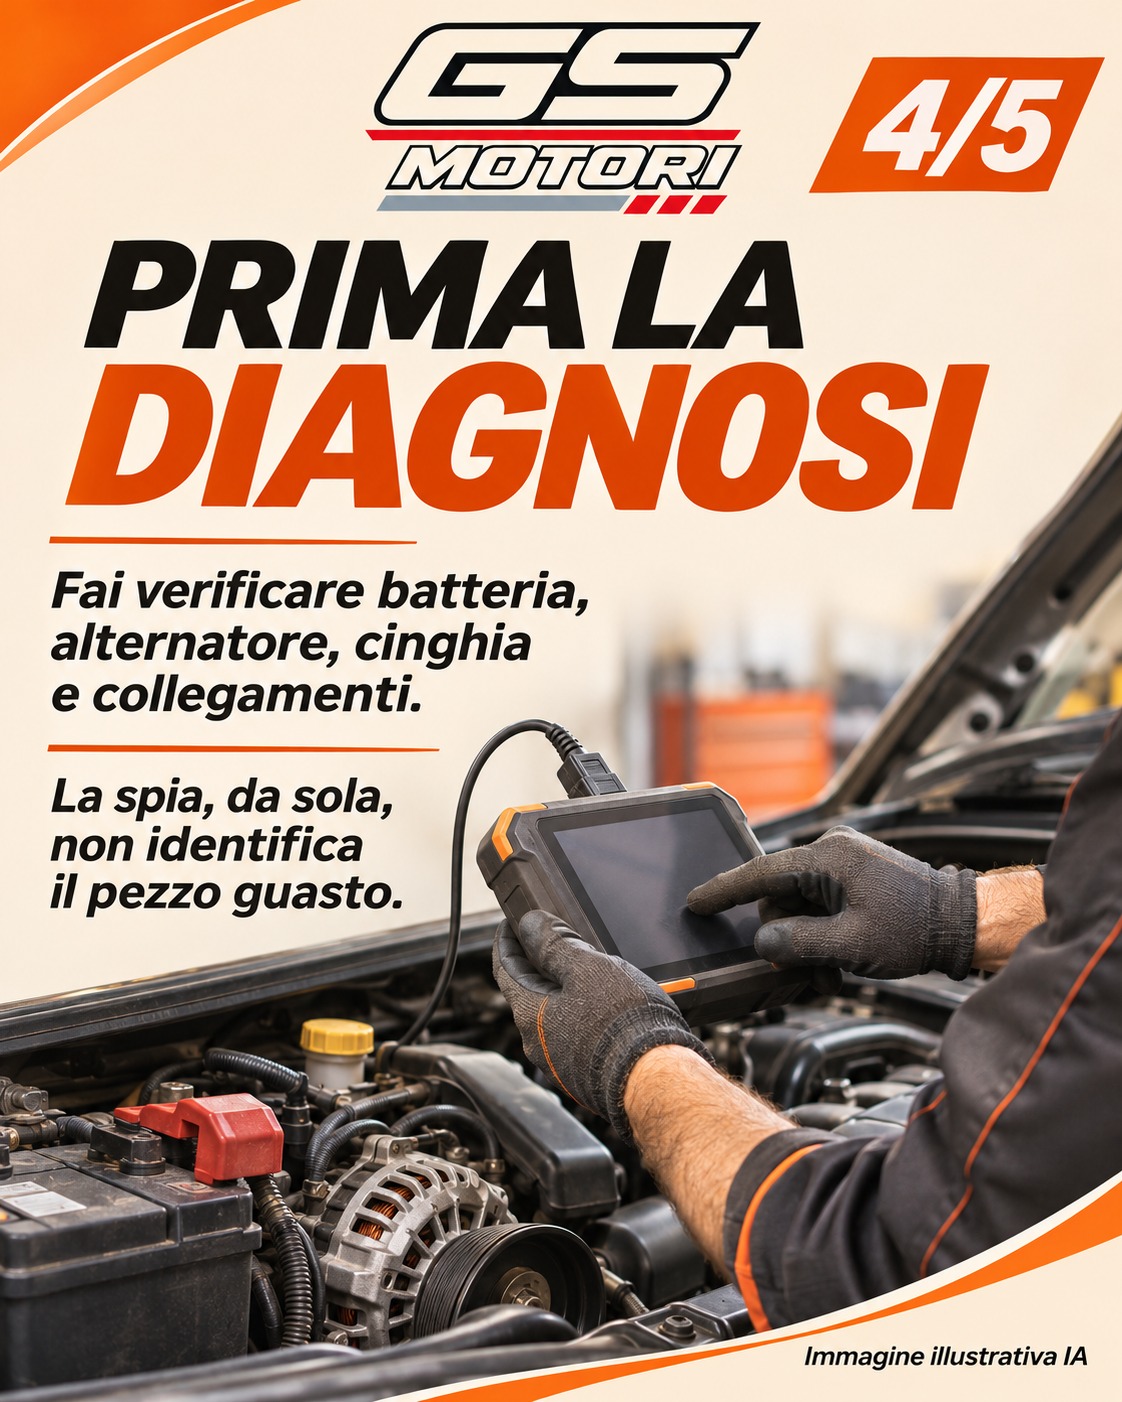 GS
MOTORI
4/5
PRIMA LA
DIAGNOSI
Fai verificare batteria,
alternatore, cinghia
e collegamenti.
La spia, da sola,
non identifica
il pezzo guasto.
Immagine illustrativa IA